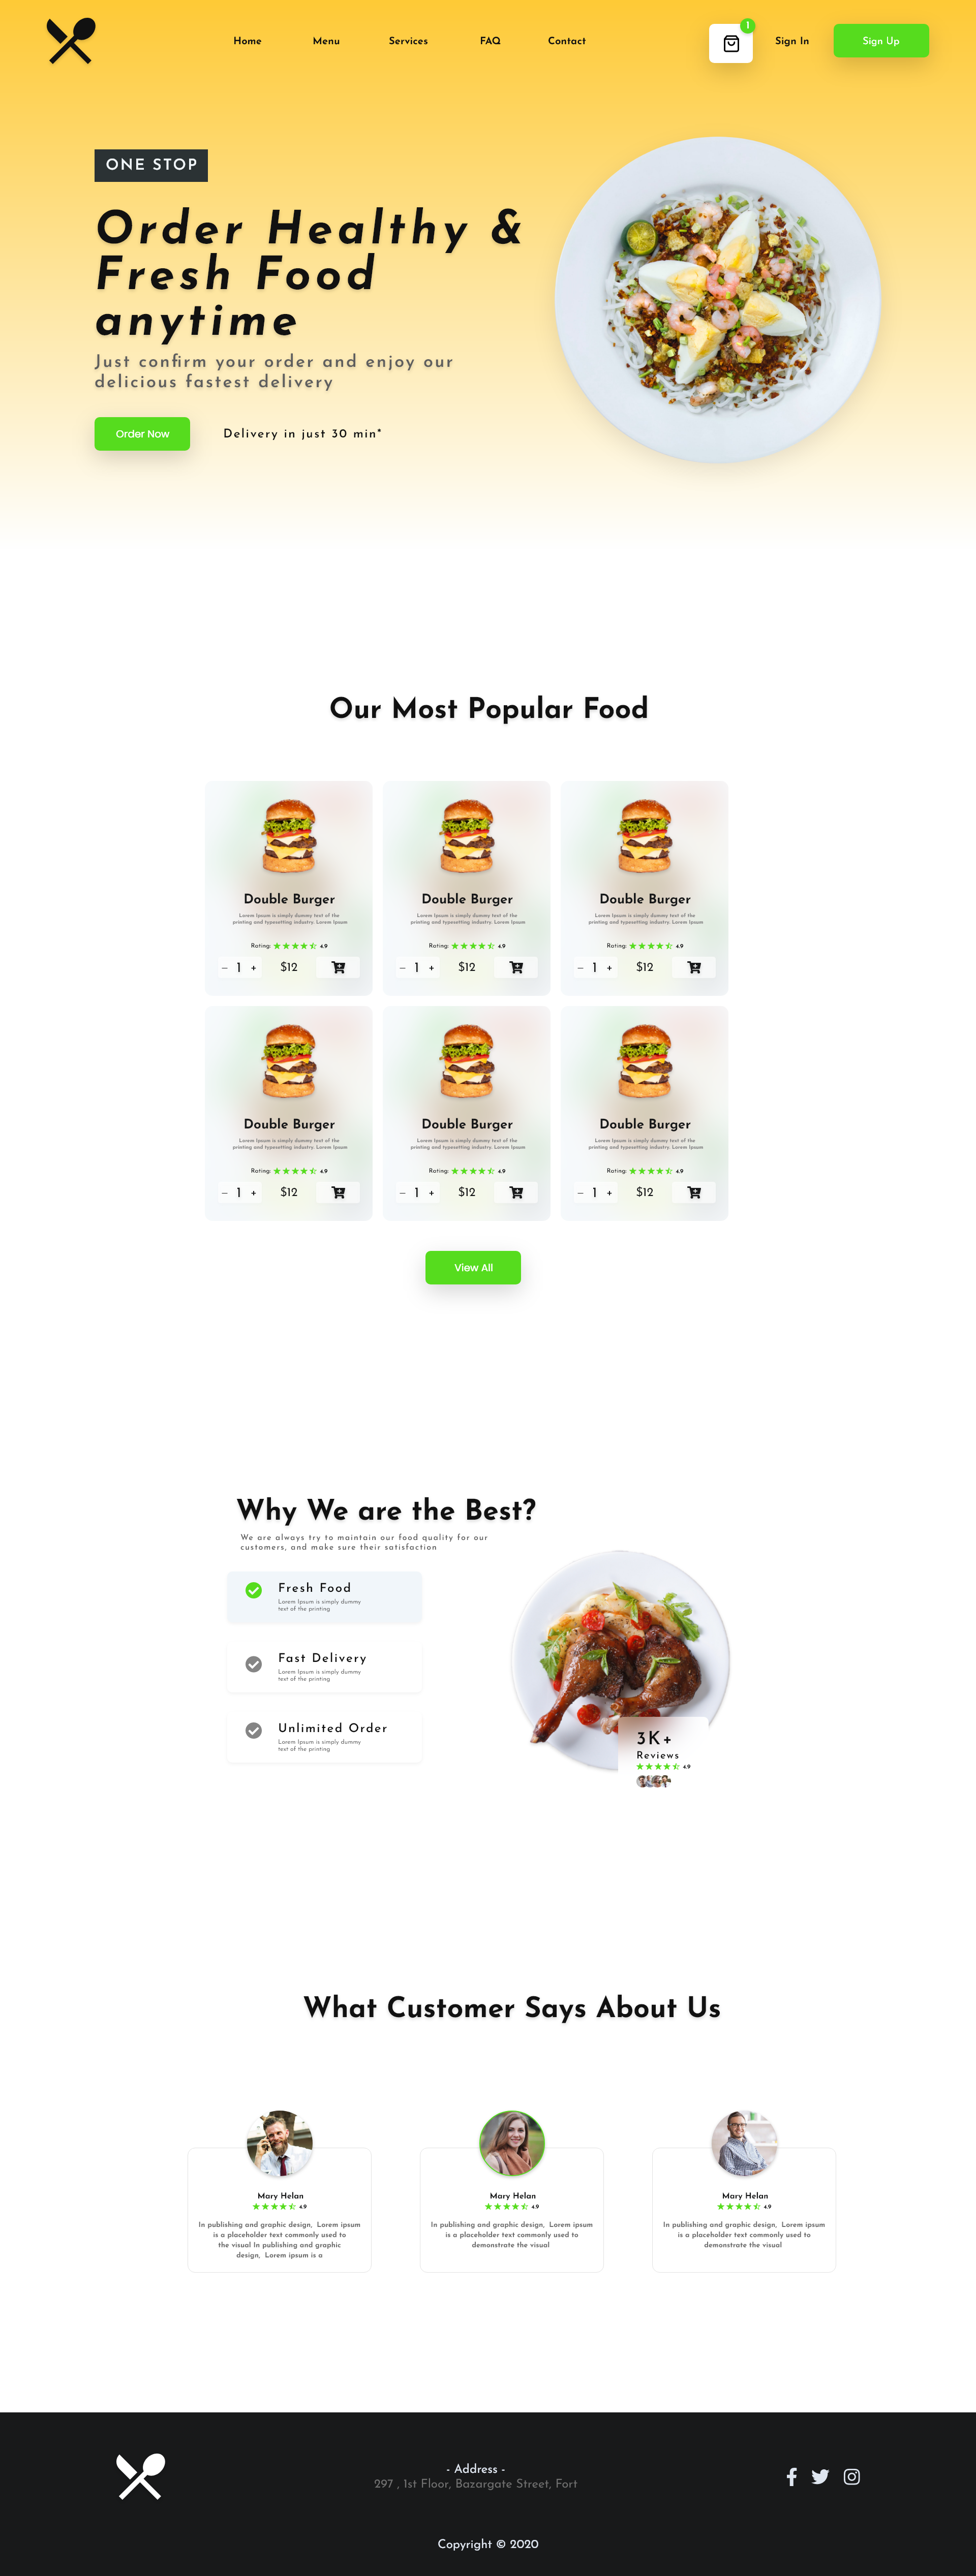 Home Menu Services FAQ Contact 1 Sign In Sign Up
ONE STOP
Order Healthy &
Fresh Food
anytime
Just confirm your order and enjoy our
delicious fastest delivery
Order Now Delivery in just 30 min*
Our Most Popular Food
Double Burger
Lorem Ipsum is simply dummy text of the
printing and typesetting industry. Lorem Ipsum
Rating: 4.9
– 1 + $12
Double Burger
Lorem Ipsum is simply dummy text of the
printing and typesetting industry. Lorem Ipsum
Rating: 4.9
– 1 + $12
Double Burger
Lorem Ipsum is simply dummy text of the
printing and typesetting industry. Lorem Ipsum
Rating: 4.9
– 1 + $12
Double Burger
Lorem Ipsum is simply dummy text of the
printing and typesetting industry. Lorem Ipsum
Rating: 4.9
– 1 + $12
Double Burger
Lorem Ipsum is simply dummy text of the
printing and typesetting industry. Lorem Ipsum
Rating: 4.9
– 1 + $12
Double Burger
Lorem Ipsum is simply dummy text of the
printing and typesetting industry. Lorem Ipsum
Rating: 4.9
– 1 + $12
View All
Why We are the Best?
We are always try to maintain our food quality for our
customers, and make sure their satisfaction
Fresh Food
Lorem Ipsum is simply dummy
text of the printing
Fast Delivery
Lorem Ipsum is simply dummy
text of the printing
Unlimited Order
Lorem Ipsum is simply dummy
text of the printing
3K+
Reviews
4.9
What Customer Says About Us
Mary Helan
4.9
In publishing and graphic design, Lorem ipsum
is a placeholder text commonly used to
the visual In publishing and graphic
design, Lorem ipsum is a
Mary Helan
4.9
In publishing and graphic design, Lorem ipsum
is a placeholder text commonly used to
demonstrate the visual
Mary Helan
4.9
In publishing and graphic design, Lorem ipsum
is a placeholder text commonly used to
demonstrate the visual
- Address -
297 , 1st Floor, Bazargate Street, Fort
Copyright © 2020